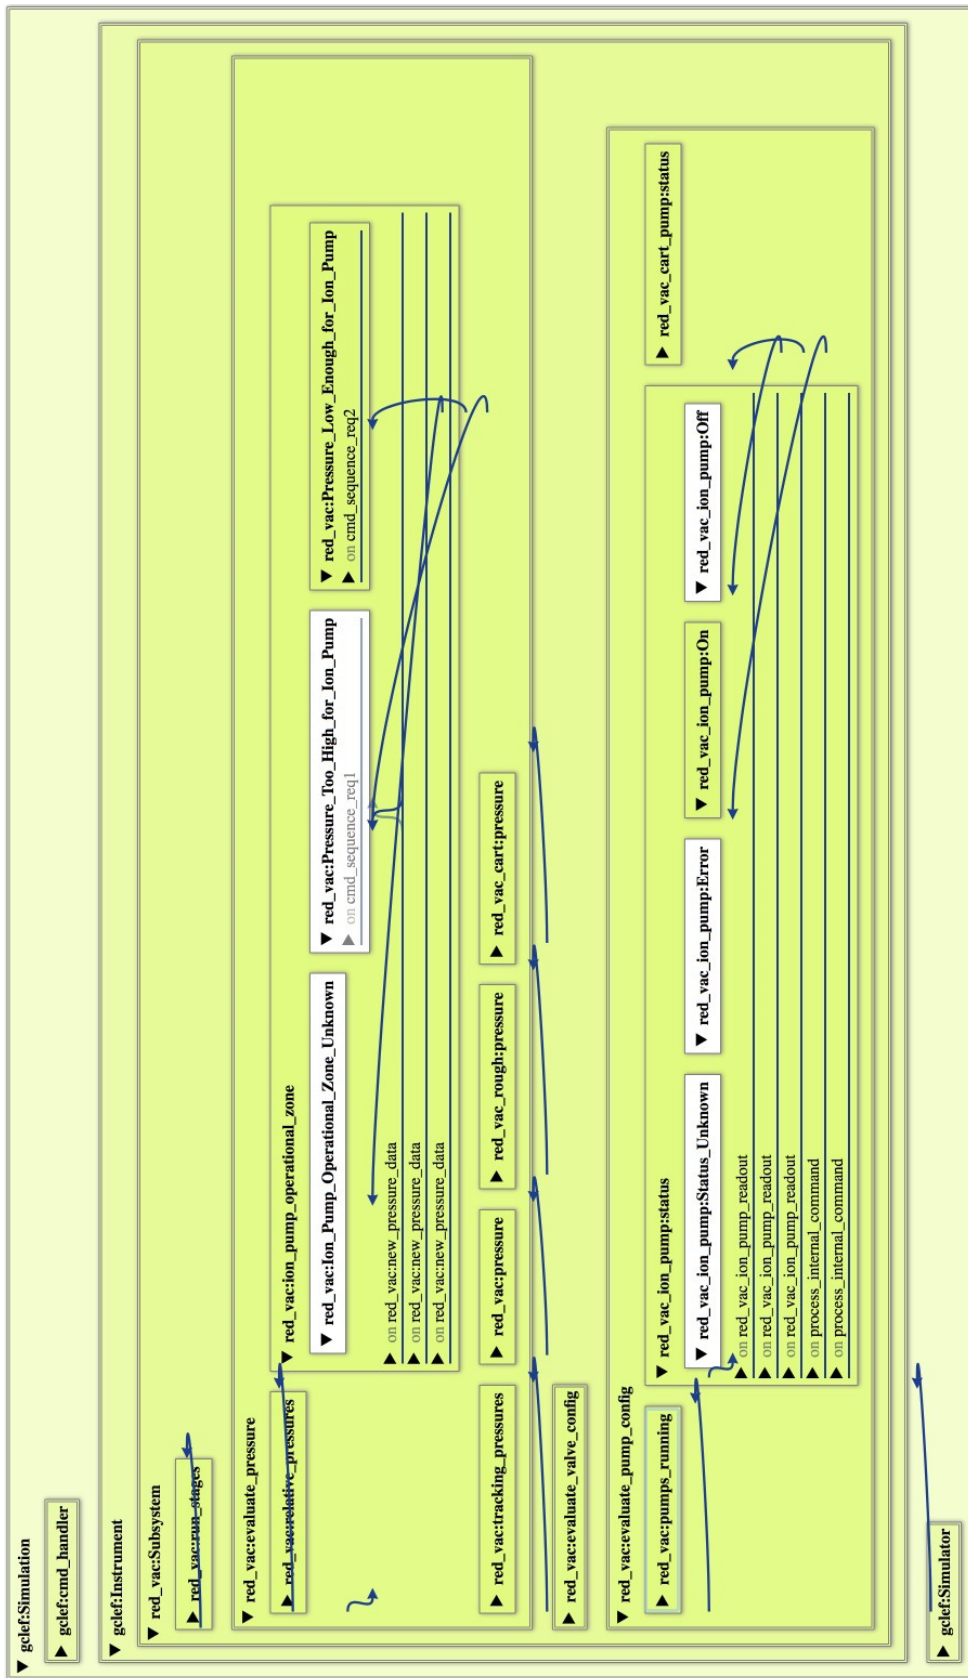 ▼ gclef:Simulation
▶ gclef:cmd_handler
▼ gclef:Instrument
▼ red_vac:Subsystem
▶ red_vac:run_stages
▼ red_vac:evaluate_pressure
▶ red_vac:relative_pressures
▼ red_vac:ion_pump_operational_zone
▼ red_vac:Ion_Pump_Operational_Zone_Unknown
▼ red_vac:Pressure_Too_High_for_Ion_Pump
▶ on cmd_sequence_req1
▼ red_vac:Pressure_Low_Enough_for_Ion_Pump
▶ on cmd_sequence_req2
▶ on red_vac:new_pressure_data
▶ on red_vac:new_pressure_data
▶ on red_vac:new_pressure_data
▶ red_vac:tracking_pressures
▶ red_vac:pressure
▶ red_vac_rough:pressure
▶ red_vac_cart:pressure
▶ red_vac:evaluate_valve_config
▼ red_vac:evaluate_pump_config
▶ red_vac:pumps_running
▼ red_vac_ion_pump:status
▼ red_vac_ion_pump:Status_Unknown
▼ red_vac_ion_pump:Error
▼ red_vac_ion_pump:On
▼ red_vac_ion_pump:Off
▶ on red_vac_ion_pump_readout
▶ on red_vac_ion_pump_readout
▶ on red_vac_ion_pump_readout
▶ on process_internal_command
▶ on process_internal_command
▶ red_vac_cart_pump:status
▶ gclef:Simulator